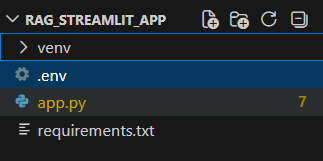 RAG_STREAMLIT_APP
venv
.env
app.py 7
requirements.txt